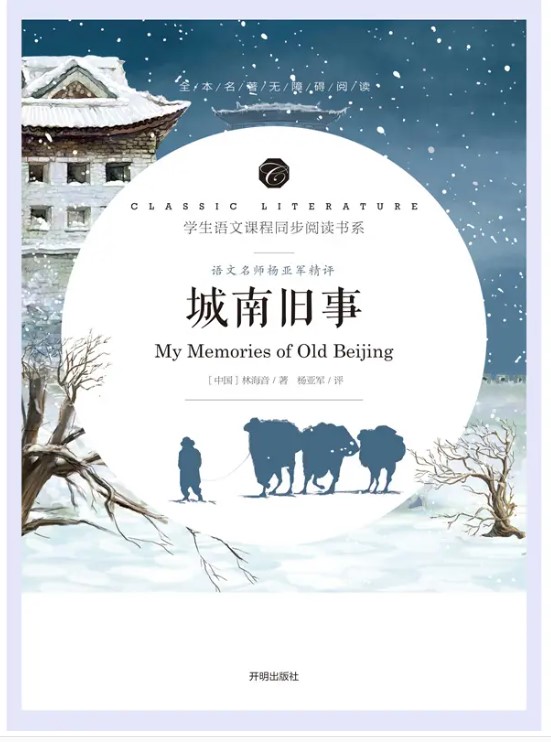 全本名著无障碍阅读
CLASSIC LITERATURE
学生语文课程同步阅读书系
语文名师杨亚军精评
城南旧事
My Memories of Old Beijing
［中国］林海音/著 杨亚军/评
开明出版社